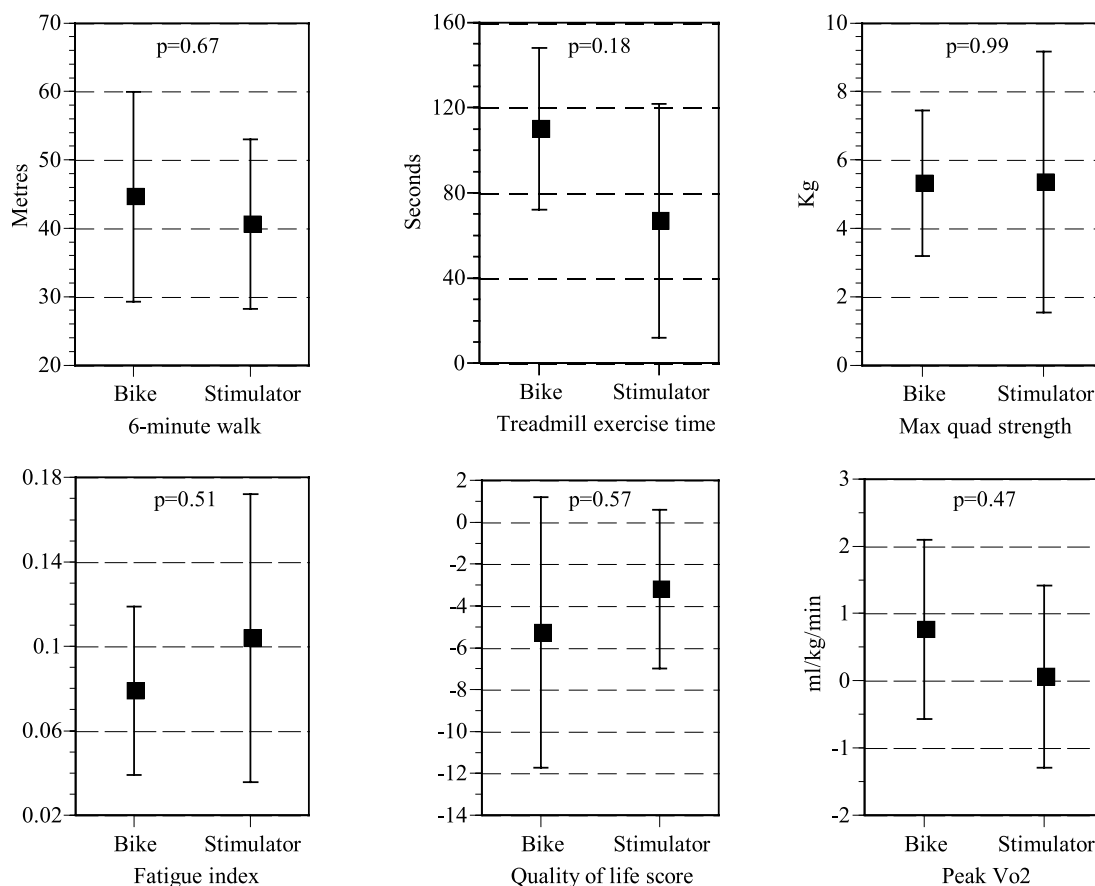 70
60
50
40
30
20
Metres
p=0.67
Bike Stimulator
6-minute walk
160
120
80
40
0
Seconds
p=0.18
Bike Stimulator
Treadmill exercise time
10
8
6
4
2
0
Kg
p=0.99
Bike Stimulator
Max quad strength
0.18
0.14
0.1
0.06
0.02
p=0.51
Bike Stimulator
Fatigue index
2
0
-2
-4
-6
-8
-10
-12
-14
p=0.57
Bike Stimulator
Quality of life score
3
2
1
0
-1
-2
ml/kg/min
p=0.47
Bike Stimulator
Peak Vo2